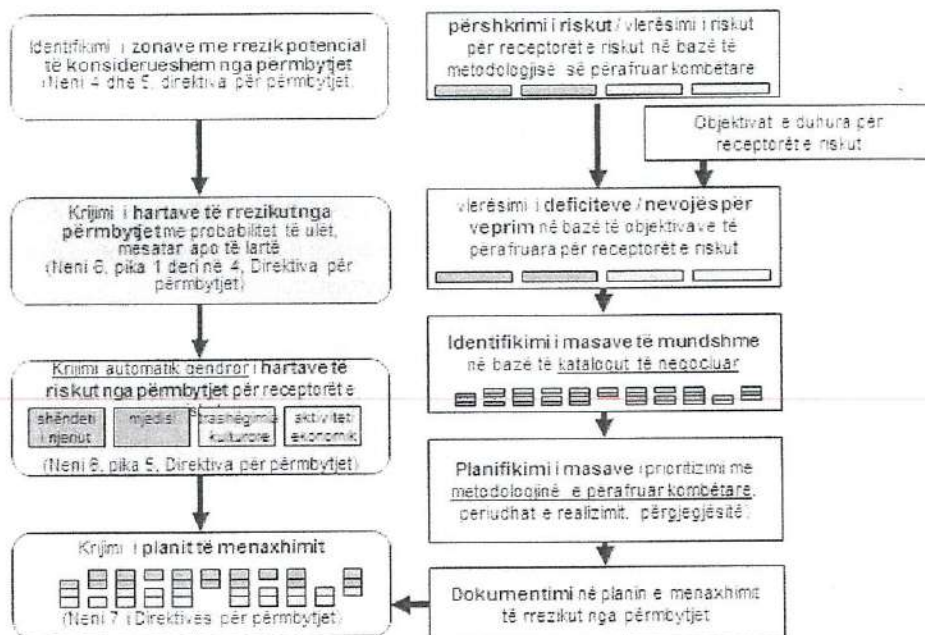 Identifikimi i zonave me rrezik potencial
të konsiderueshëm nga përmbytjet
(Neni 4 dhe 5, direktiva për përmbytjet,
Krijimi i hartave të rrezikut nga
përmbytjet me probabilitet të ulët,
mesatar apo të lartë
(Neni 6, pika 1 deri në 4, Direktiva për
përmbytjet)
Krijimi automatik qendror i hartave të
riskut nga përmbytjet për receptorët e
shëndeti
i njeriut
mjedisi
trashëgimia
kulturore
aktiviteti
ekonomik
(Neni 6, pika 5, Direktiva për përmbytjet)
Krijimi i planit të menaxhimit
(Neni 7 i Direktives për përmbytjet)
përshkrimi i riskut / vlerësimi i riskut
për receptorët e riskut në bazë të
metodologjisë së përafruar kombëtare
Objektivat e duhura për
receptorët e riskut
vlerësimi i deficiteve / nevojës për
veprim në bazë të objektivave të
përafruara për receptorët e riskut
Identifikimi i masave të mundshme
në bazë të katalogut të negociuar
Planifikimi i masave (prioritizimi me
metodologjinë e përafruar kombëtare,
periudhat e realizimit, përgjegjësitë)
Dokumentimi në planin e menaxhimit
të rrezikut nga përmbytjet